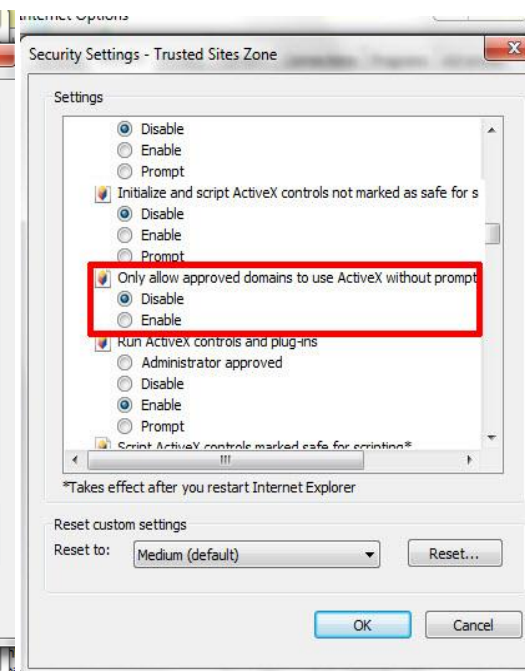 Internet Options
Security Settings - Trusted Sites Zone
X
Settings
Disable
Enable
Prompt
Initialize and script ActiveX controls not marked as safe for s
Disable
Enable
Prompt
Only allow approved domains to use ActiveX without prompt
Disable
Enable
Run ActiveX controls and plug-ins
Administrator approved
Disable
Enable
Prompt
Script ActiveX controls marked safe for scripting*
*Takes effect after you restart Internet Explorer
Reset custom settings
Reset to: Medium (default) Reset...
OK Cancel